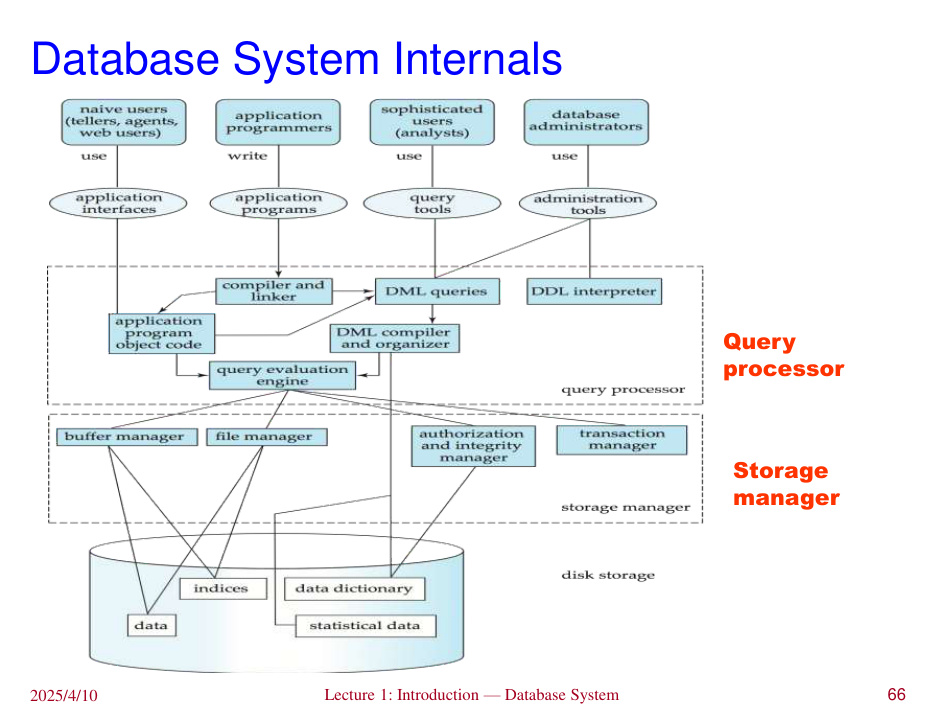 Database System Internals
naive users
(tellers, agents,
web users)
application
programmers
sophisticated
users
(analysts)
database
administrators
use
write
use
use
application
interfaces
application
programs
query
tools
administration
tools
compiler and
linker
DML queries
DDL interpreter
application
program
object code
DML compiler
and organizer
query evaluation
engine
query processor
Query
processor
buffer manager
file manager
authorization
and integrity
manager
transaction
manager
storage manager
Storage
manager
disk storage
indices
data dictionary
data
statistical data
2025/4/10
Lecture 1: Introduction — Database System
66